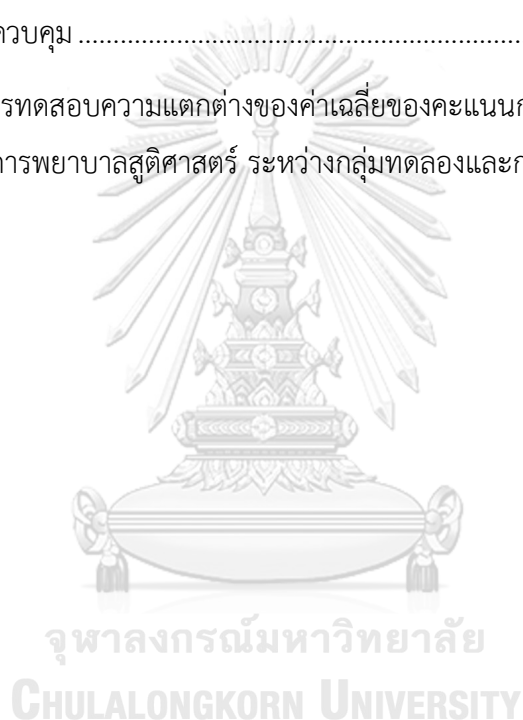 ควบคุม ................................................................
รทดสอบความแตกต่างของค่าเฉลี่ยของคะแนนก
การพยาบาลสูติศาสตร์ ระหว่างกลุ่มทดลองและก
จุฬาลงกรณ์มหาวิทยาลัย
CHULALONGKORN UNIVERSITY